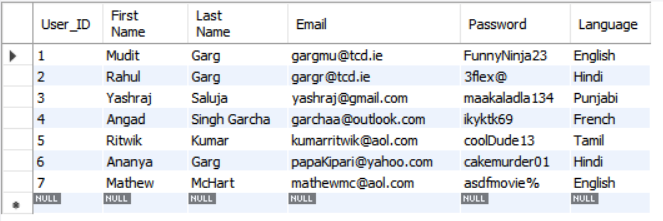 User_ID First Name Last Name Email Password Language
1 Mudit Garg gargmu@tcd.ie FunnyNinja23 English
2 Rahul Garg gargr@tcd.ie 3flex@ Hindi
3 Yashraj Saluja yashraj@gmail.com maakaladla134 Punjabi
4 Angad Singh Garcha garchaa@outlook.com ikyktk69 French
5 Ritwik Kumar kumarritwik@aol.com coolDude13 Tamil
6 Ananya Garg papaKipari@yahoo.com cakemurder01 Hindi
7 Mathew McHart mathewmc@aol.com asdfmovie% English
NULL NULL NULL NULL NULL NULL